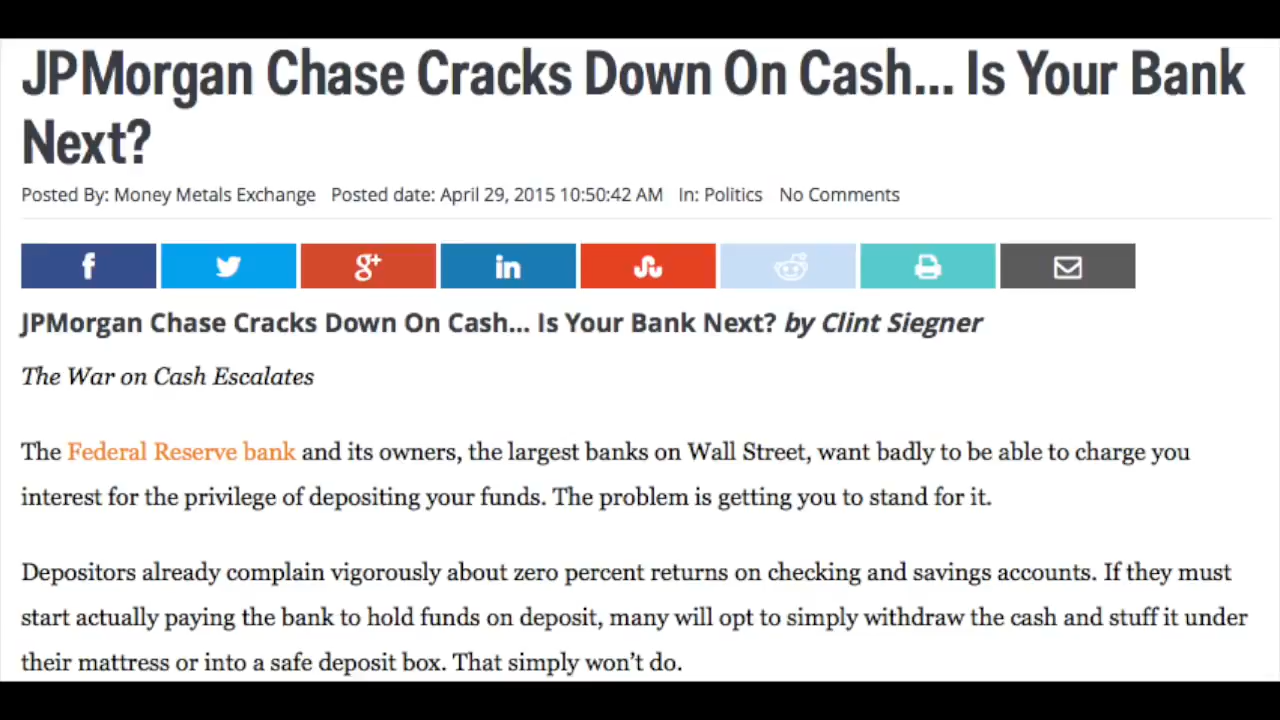 JPMorgan Chase Cracks Down On Cash... Is Your Bank
Next?
Posted By: Money Metals Exchange Posted date: April 29, 2015 10:50:42 AM In: Politics No Comments
f g+ in
JPMorgan Chase Cracks Down On Cash... Is Your Bank Next? by Clint Siegner
The War on Cash Escalates
The Federal Reserve bank and its owners, the largest banks on Wall Street, want badly to be able to charge you
interest for the privilege of depositing your funds. The problem is getting you to stand for it.
Depositors already complain vigorously about zero percent returns on checking and savings accounts. If they must
start actually paying the bank to hold funds on deposit, many will opt to simply withdraw the cash and stuff it under
their mattress or into a safe deposit box. That simply won't do.